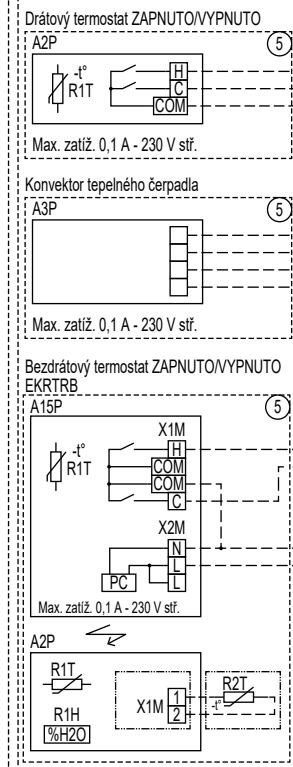 Drátový termostat ZAPNUTO/VYPNUTO
A2P
5
-t°
R1T
H
C
COM
Max. zatíž. 0,1 A - 230 V stř.
Konvektor tepelného čerpadla
A3P
5
Max. zatíž. 0,1 A - 230 V stř.
Bezdrátový termostat ZAPNUTO/VYPNUTO
EKRTRB
A15P
5
X1M
-t°
R1T
H
COM
COM
C
X2M
N
L
L
PC
Max. zatíž. 0,1 A - 230 V stř.
A2P
R1T
R1H
%H2O
X1M
1
2
R2T
-t°